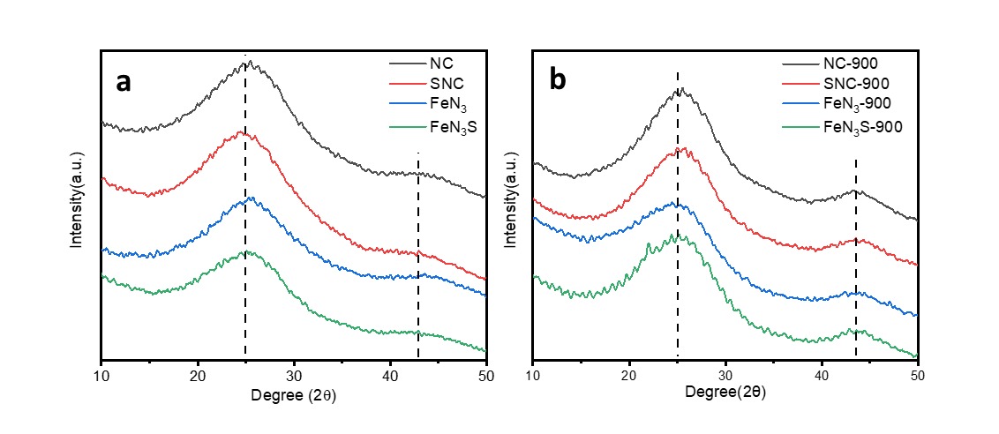 a
NC
SNC
FeN₃
FeN₃S
Intensity(a.u.)
10 20 30 40 50
Degree (2θ)
b
NC-900
SNC-900
FeN₃-900
FeN₃S-900
Intensity(a.u.)
10 20 30 40 50
Degree(2θ)